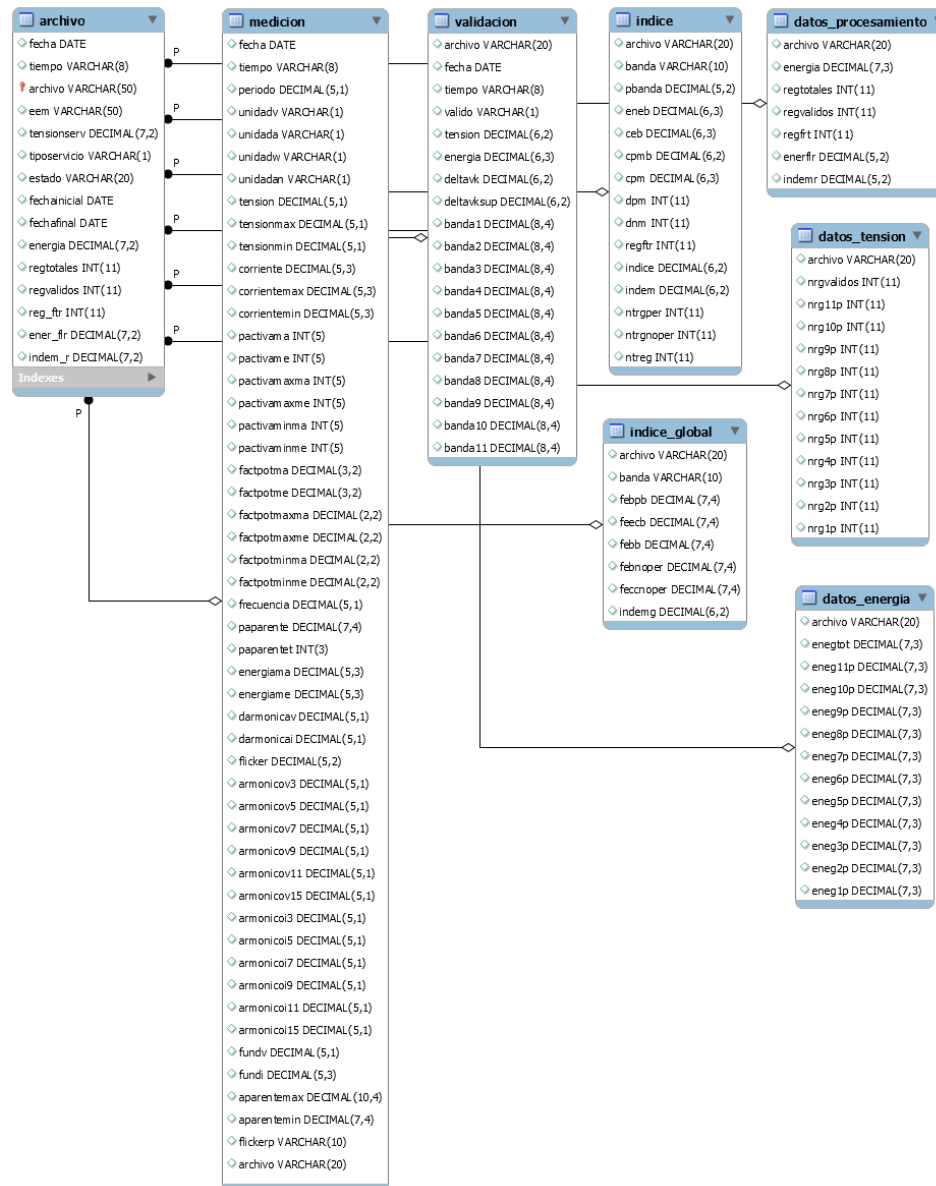 archivo
fecha DATE
tiempo VARCHAR(8)
archivo VARCHAR(50)
eem VARCHAR(50)
tensionserv DECIMAL(7,2)
tiposervicio VARCHAR(1)
estado VARCHAR(20)
fechainicial DATE
fechafinal DATE
energia DECIMAL(7,2)
regtotales INT(11)
regvalidos INT(11)
reg_ftr INT(11)
ener_flr DECIMAL(7,2)
indem_r DECIMAL(7,2)
Indexes
P
P
P
P
P
P
P
medicion
fecha DATE
tiempo VARCHAR(8)
periodo DECIMAL(5,1)
unidadv VARCHAR(1)
unidada VARCHAR(1)
unidadw VARCHAR(1)
unidadan VARCHAR(1)
tension DECIMAL(5,1)
tensionmax DECIMAL(5,1)
tensionmin DECIMAL(5,1)
corriente DECIMAL(5,3)
corrientemax DECIMAL(5,3)
corrientemin DECIMAL(5,3)
pactivama INT(5)
pactivame INT(5)
pactivamaxma INT(5)
pactivamaxme INT(5)
pactivaminma INT(5)
pactivaminme INT(5)
factpotma DECIMAL(3,2)
factpotme DECIMAL(3,2)
factpotmaxma DECIMAL(2,2)
factpotmaxme DECIMAL(2,2)
factpotminma DECIMAL(2,2)
factpotminme DECIMAL(2,2)
frecuencia DECIMAL(5,1)
paparente DECIMAL(7,4)
paparentet INT(3)
energiama DECIMAL(5,3)
energiame DECIMAL(5,3)
darmonicav DECIMAL(5,1)
darmonicai DECIMAL(5,1)
flicker DECIMAL(5,2)
armonicov3 DECIMAL(5,1)
armonicov5 DECIMAL(5,1)
armonicov7 DECIMAL(5,1)
armonicov9 DECIMAL(5,1)
armonicov11 DECIMAL(5,1)
armonicov15 DECIMAL(5,1)
armonicoi3 DECIMAL(5,1)
armonicoi5 DECIMAL(5,1)
armonicoi7 DECIMAL(5,1)
armonicoi9 DECIMAL(5,1)
armonicoi11 DECIMAL(5,1)
armonicoi15 DECIMAL(5,1)
fundv DECIMAL(5,1)
fundi DECIMAL(5,3)
aparentemax DECIMAL(10,4)
aparentemin DECIMAL(7,4)
flickerp VARCHAR(10)
archivo VARCHAR(20)
validacion
archivo VARCHAR(20)
fecha DATE
tiempo VARCHAR(8)
valido VARCHAR(1)
tension DECIMAL(6,2)
energia DECIMAL(6,3)
deltavk DECIMAL(6,2)
deltavksup DECIMAL(6,2)
banda1 DECIMAL(8,4)
banda2 DECIMAL(8,4)
banda3 DECIMAL(8,4)
banda4 DECIMAL(8,4)
banda5 DECIMAL(8,4)
banda6 DECIMAL(8,4)
banda7 DECIMAL(8,4)
banda8 DECIMAL(8,4)
banda9 DECIMAL(8,4)
banda10 DECIMAL(8,4)
banda11 DECIMAL(8,4)
indice
archivo VARCHAR(20)
banda VARCHAR(10)
pbanda DECIMAL(5,2)
eneb DECIMAL(6,3)
ceb DECIMAL(6,3)
cpmb DECIMAL(6,2)
cpm DECIMAL(6,3)
dpm INT(11)
dnm INT(11)
regftr INT(11)
indice DECIMAL(6,2)
indem DECIMAL(6,2)
ntrgper INT(11)
ntrgnoper INT(11)
ntreg INT(11)
indice_global
archivo VARCHAR(20)
banda VARCHAR(10)
febpb DECIMAL(7,4)
feecb DECIMAL(7,4)
febb DECIMAL(7,4)
febnoper DECIMAL(7,4)
feccnoper DECIMAL(7,4)
indemg DECIMAL(6,2)
datos_procesamiento
archivo VARCHAR(20)
energia DECIMAL(7,3)
regtotales INT(11)
regvalidos INT(11)
regfrt INT(11)
enerflr DECIMAL(5,2)
indemr DECIMAL(5,2)
datos_tension
archivo VARCHAR(20)
nrgvalidos INT(11)
nrg11p INT(11)
nrg10p INT(11)
nrg9p INT(11)
nrg8p INT(11)
nrg7p INT(11)
nrg6p INT(11)
nrg5p INT(11)
nrg4p INT(11)
nrg3p INT(11)
nrg2p INT(11)
nrg1p INT(11)
datos_energia
archivo VARCHAR(20)
enegtot DECIMAL(7,3)
eneg11p DECIMAL(7,3)
eneg10p DECIMAL(7,3)
eneg9p DECIMAL(7,3)
eneg8p DECIMAL(7,3)
eneg7p DECIMAL(7,3)
eneg6p DECIMAL(7,3)
eneg5p DECIMAL(7,3)
eneg4p DECIMAL(7,3)
eneg3p DECIMAL(7,3)
eneg2p DECIMAL(7,3)
eneg1p DECIMAL(7,3)